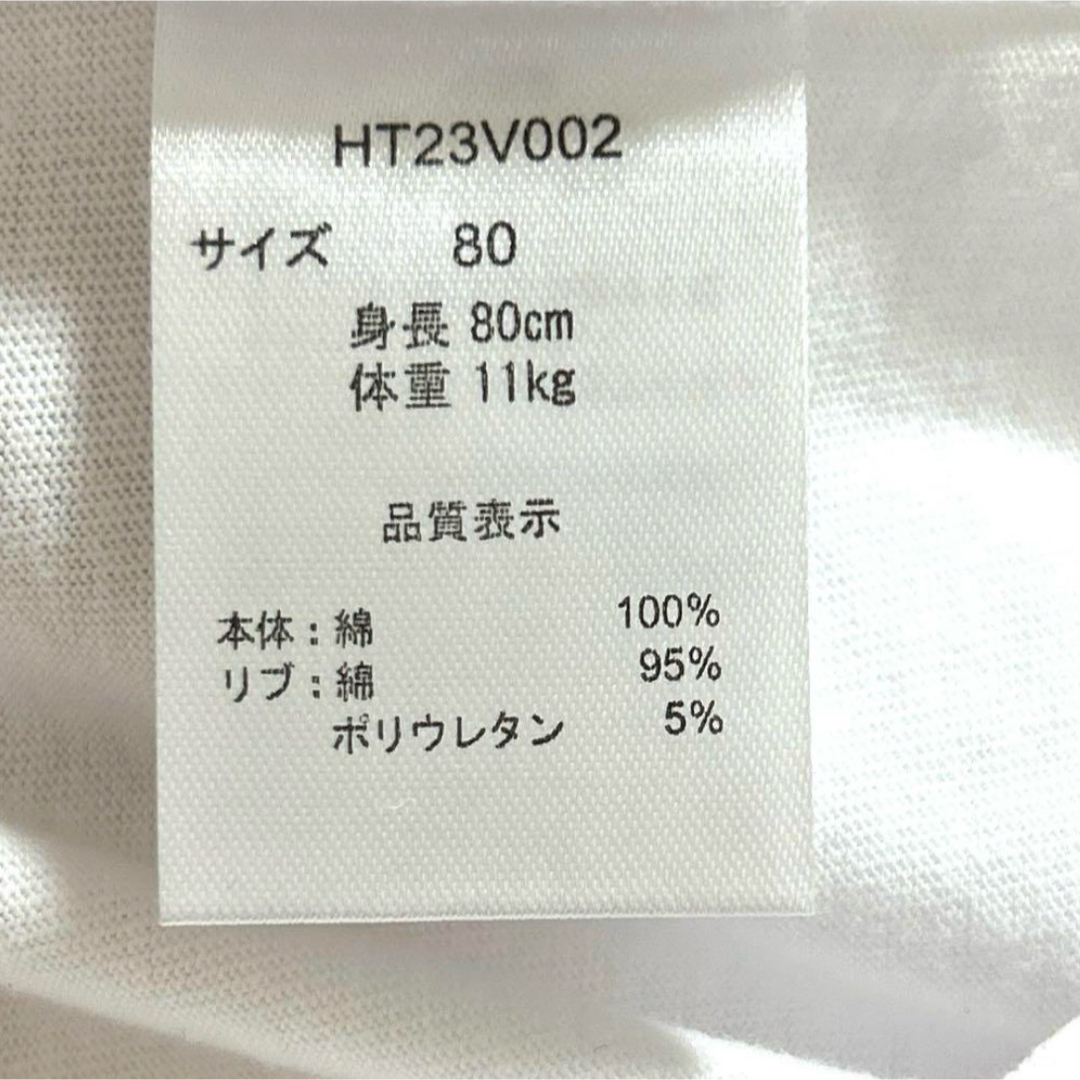 HT23V002
サイズ 80
身長 80cm
体重 11kg
品質表示
本体：綿 100%
リブ：綿 95%
ポリウレタン 5%